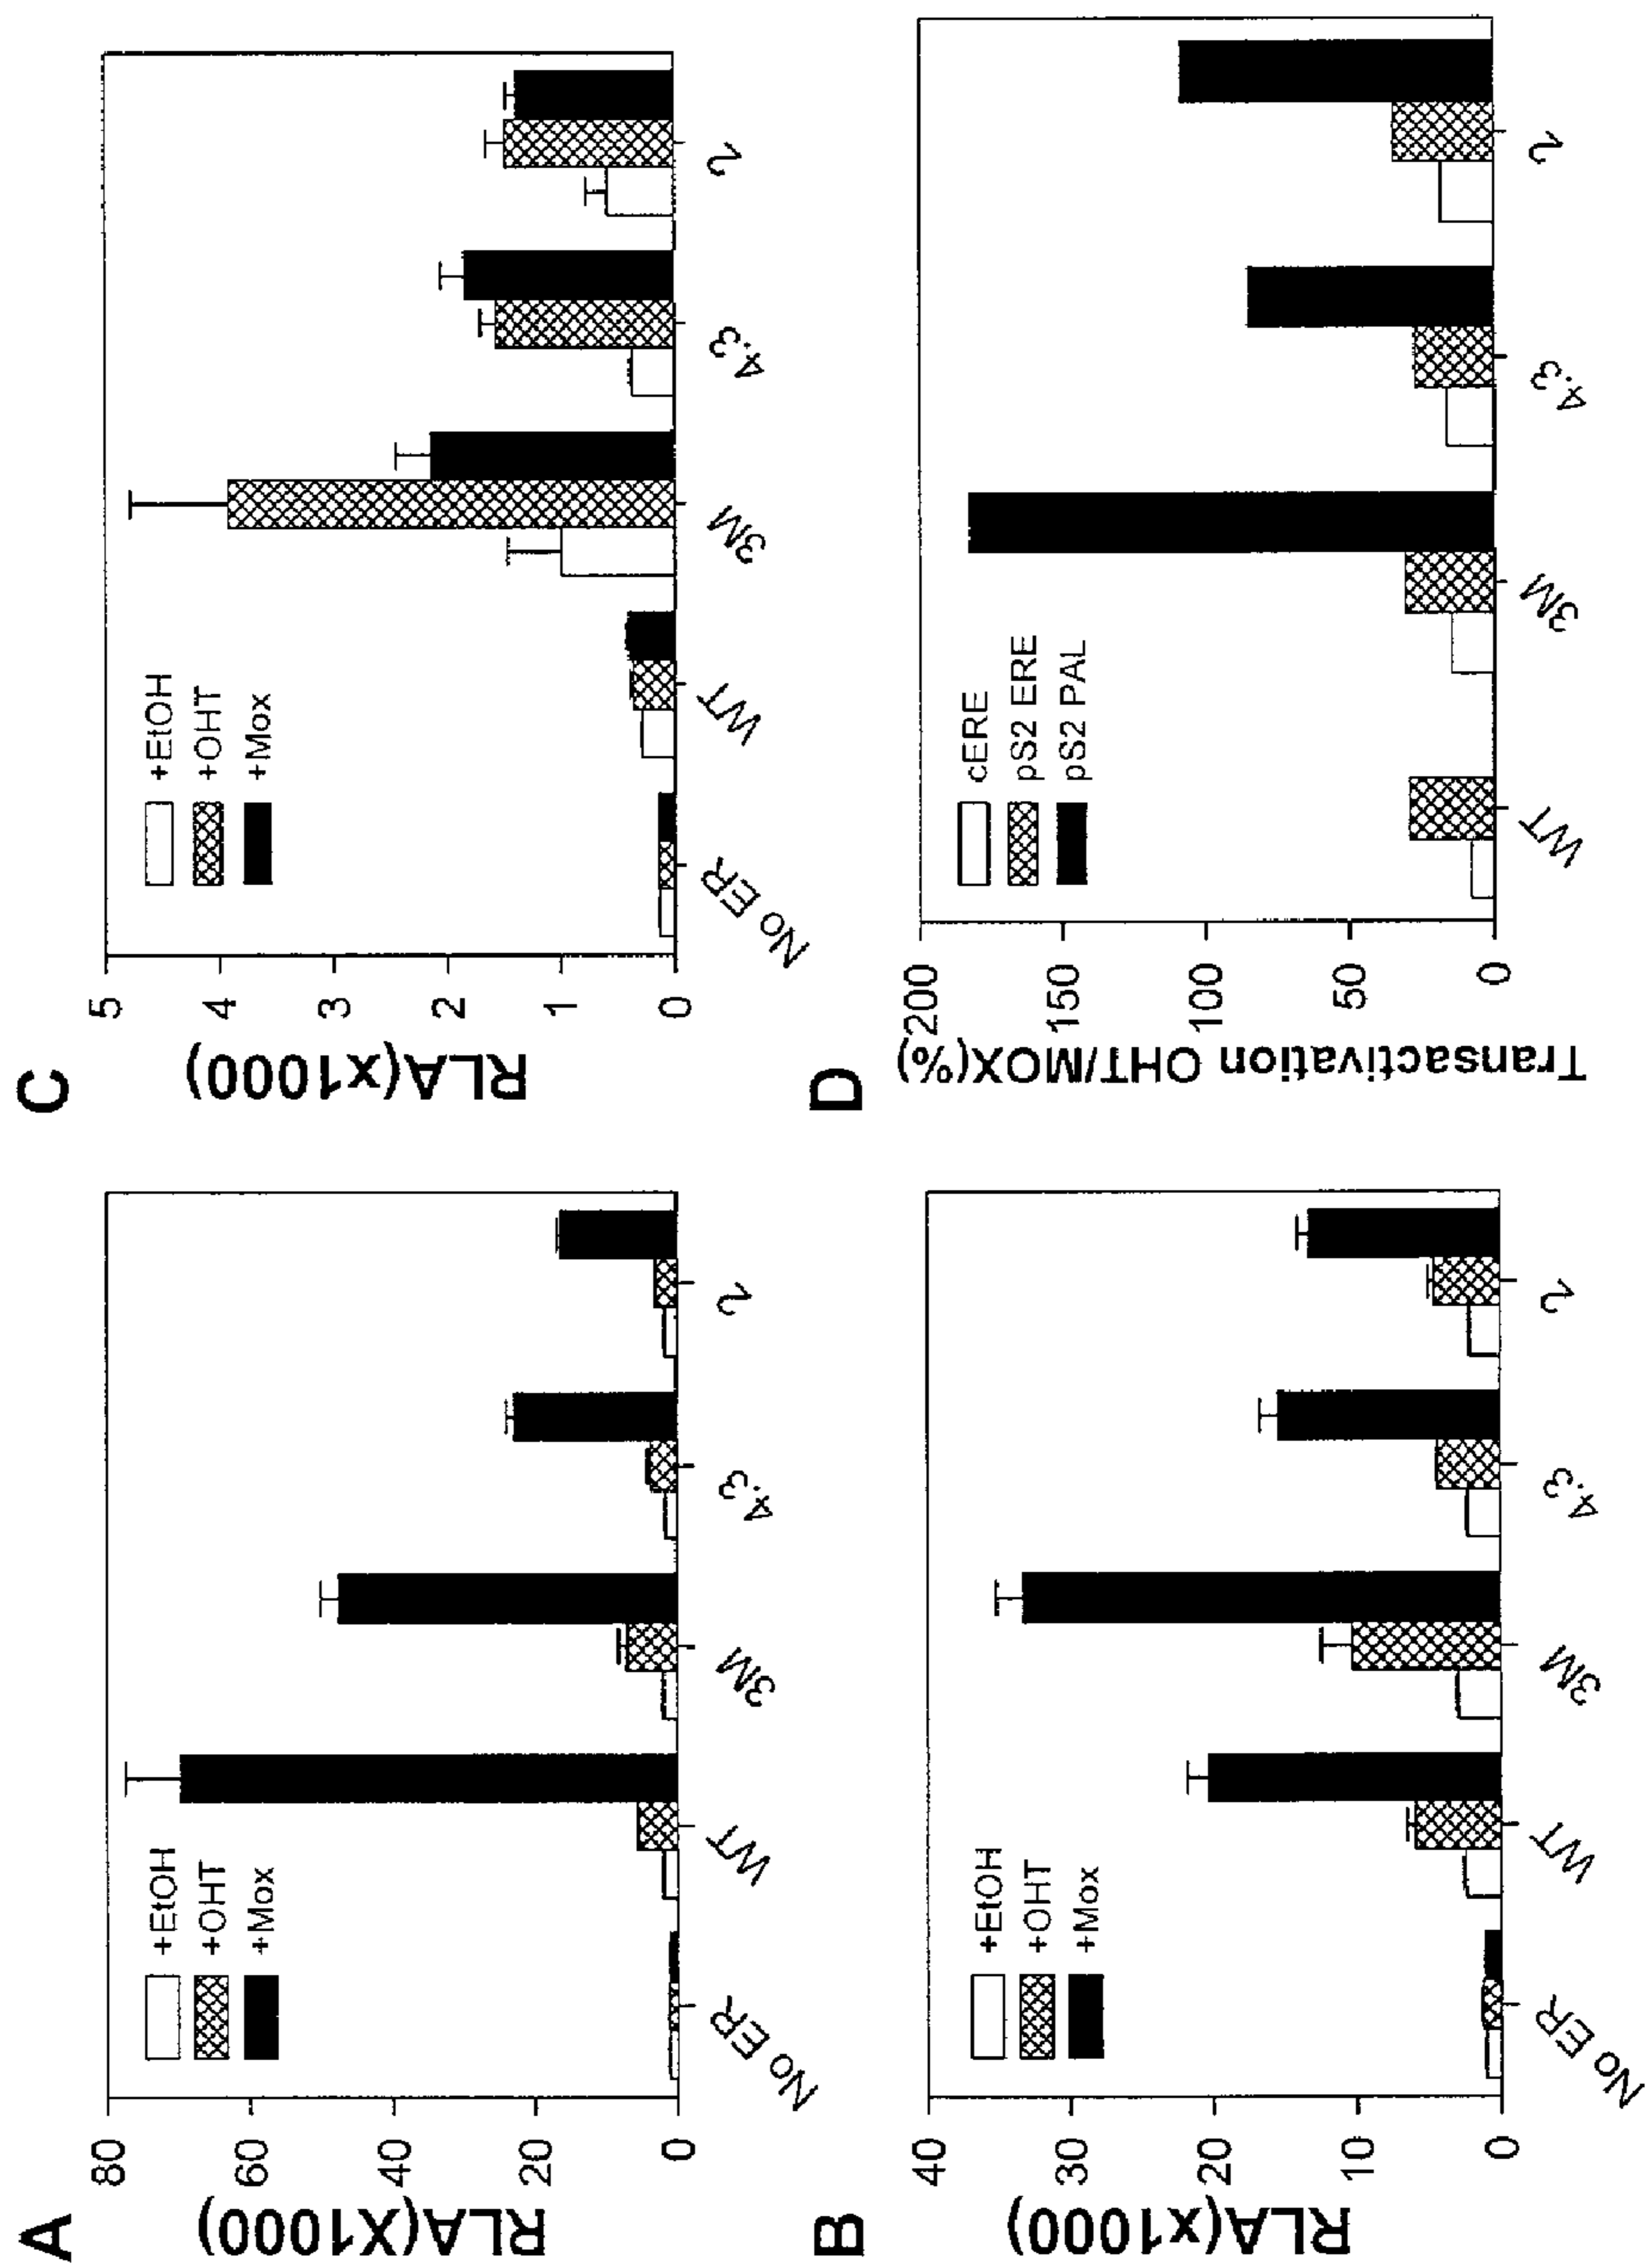 A
RLA(X1000)
80
60
40
20
0
+EtOH
+OHT
+Mox
No ER
WT
3M
4.3
2
B
RLA(x1000)
40
30
20
10
0
+EtOH
+OHT
+Mox
No ER
WT
3M
4.3
2
C
RLA(x1000)
5
4
3
2
1
0
+EtOH
+OHT
+Mox
No ER
WT
3M
4.3
2
D
Transactivation OHT/MOX(%)
200
150
100
50
0
cERE
pS2 ERE
pS2 PAL
WT
3M
4.3
2